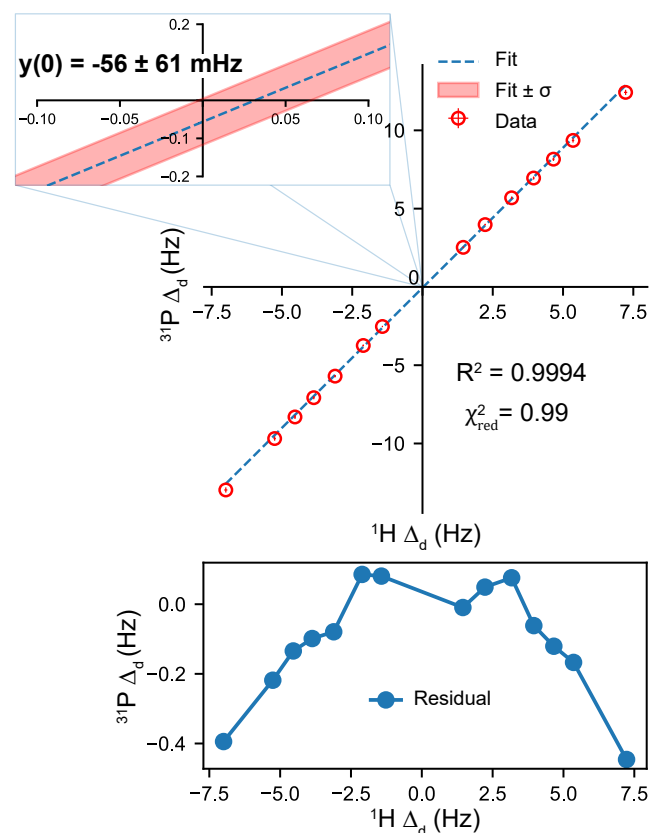 0.2
y(0) = -56 ± 61 mHz
−0.10
−0.05
0.05
0.10
−0.1
−0.2
Fit
Fit ± σ
Data
10
5
0
−5
−10
³¹P Δd (Hz)
−7.5
−5.0
−2.5
2.5
5.0
7.5
R² = 0.9994
χ²red = 0.99
¹H Δd (Hz)
³¹P Δd (Hz)
0.0
−0.2
−0.4
Residual
−7.5
−5.0
−2.5
0.0
2.5
5.0
7.5
¹H Δd (Hz)